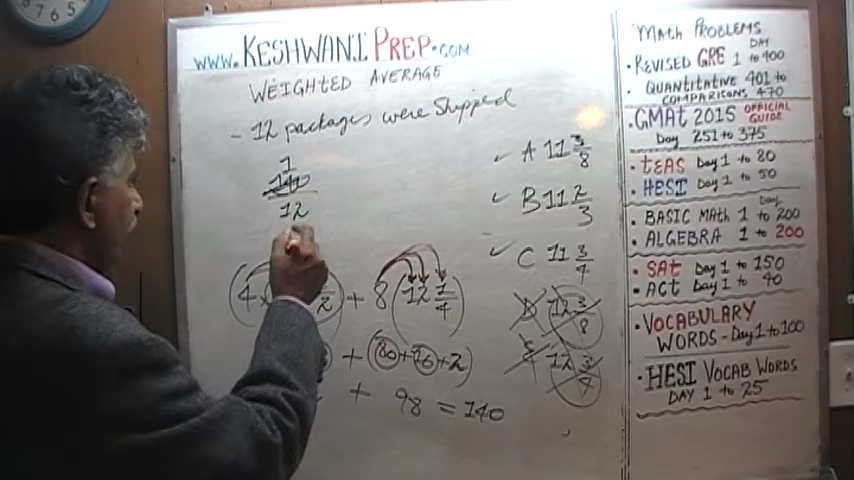 www.KESHWANIPREP.COM
WEIGHTED AVERAGE
- 12 packages were Shipped
1
140
12
(4 × 2) + 8 (12 1/4)
+ (80+16+2)
+ 98 = 140
✓ A 11 3/8
✓ B 11 2/3
✓ C 11 3/4
D 12 3/8
E 12
MAtH PROBLEMS
• REVISED GRE DAY 1 to 400
• QUANTITATIVE COMPARISONS 401 to 470
• GMAt 2015 OFFICIAL GUIDE
Day 251 to 375
• tEAS Day 1 to 80
• HESI Day 1 to 50
• BASIC MAtH Day 1 to 200
• ALGEBRA 1 to 200
• SAt Day 1 to 150
• ACt Day 1 to 40
• VOCABULARY
WORDS - Day 1 to 100
• HESI VOCAB WORDS
DAY 1 to 25
7 6 5